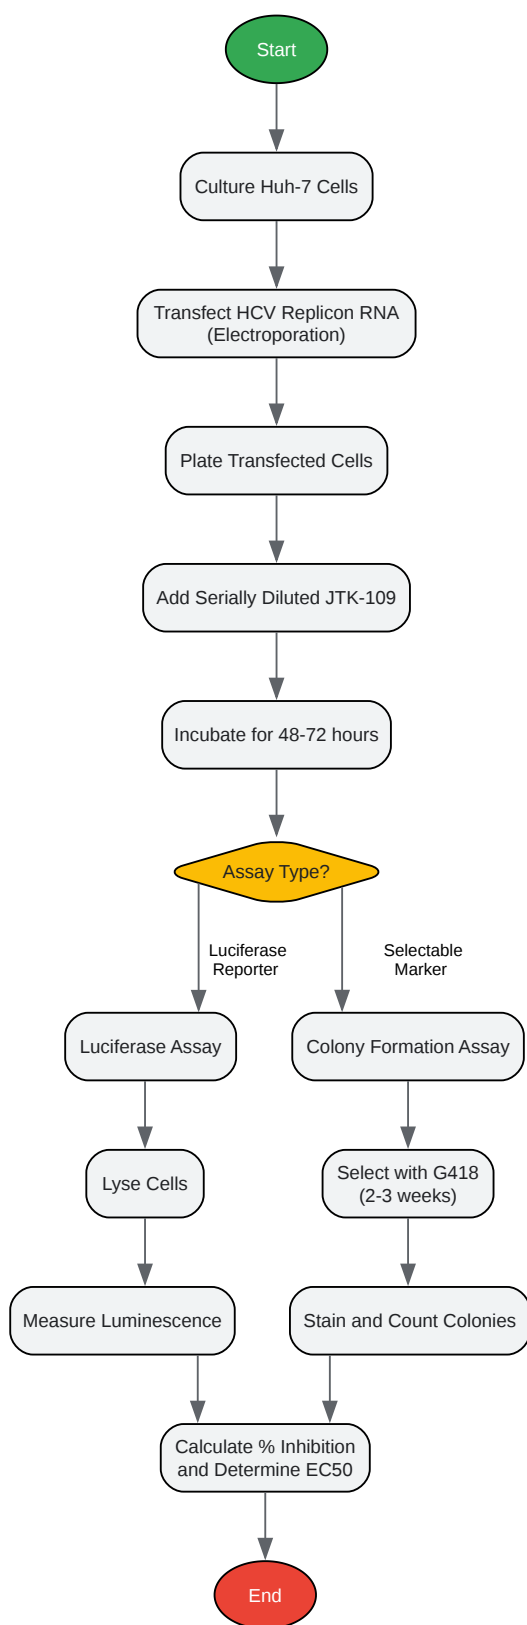 Start
Culture Huh-7 Cells
Transfect HCV Replicon RNA
(Electroporation)
Plate Transfected Cells
Add Serially Diluted JTK-109
Incubate for 48-72 hours
Assay Type?
Luciferase
Reporter
Selectable
Marker
Luciferase Assay
Colony Formation Assay
Lyse Cells
Select with G418
(2-3 weeks)
Measure Luminescence
Stain and Count Colonies
Calculate % Inhibition
and Determine EC50
End